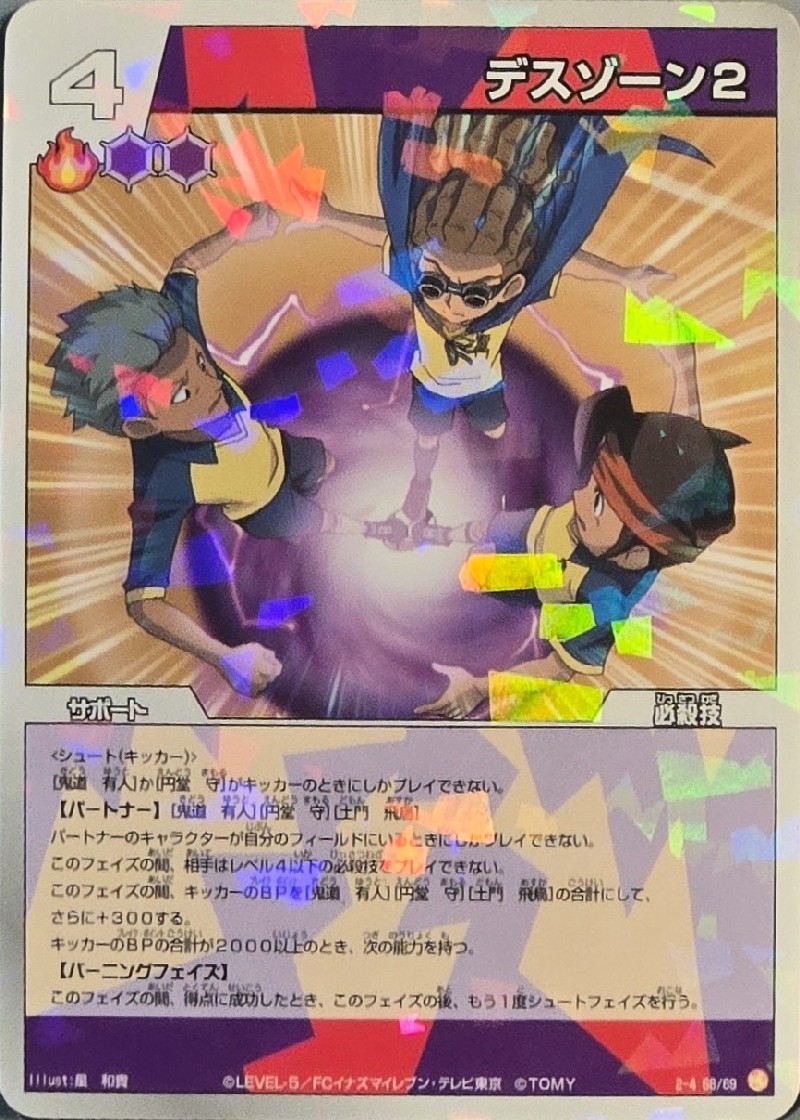 4
デスゾーン2
サポート
必殺技
<シュート(キッカー)>
[鬼道 有人]か[円堂 守]がキッカーのときにしかプレイできない。
【パートナー】[鬼道 有人][円堂 守][土門 飛鳥]
パートナーのキャラクターが自分のフィールドにいるときにしかプレイできない。
このフェイズの間、相手はレベル4以下の必殺技をプレイできない。
このフェイズの間、キッカーのBPを[鬼道 有人][円堂 守][土門 飛鳥]の合計にして、
さらに+300する。
キッカーのBPの合計が2000以上のとき、次の能力を持つ。
【バーニングフェイズ】
このフェイズの間、得点に成功したとき、このフェイズの後、もう1度シュートフェイズを行う。
Illust:星 和貴
©LEVEL-5/FCイナズマイレブン・テレビ東京 ©TOMY
2-4 68/69